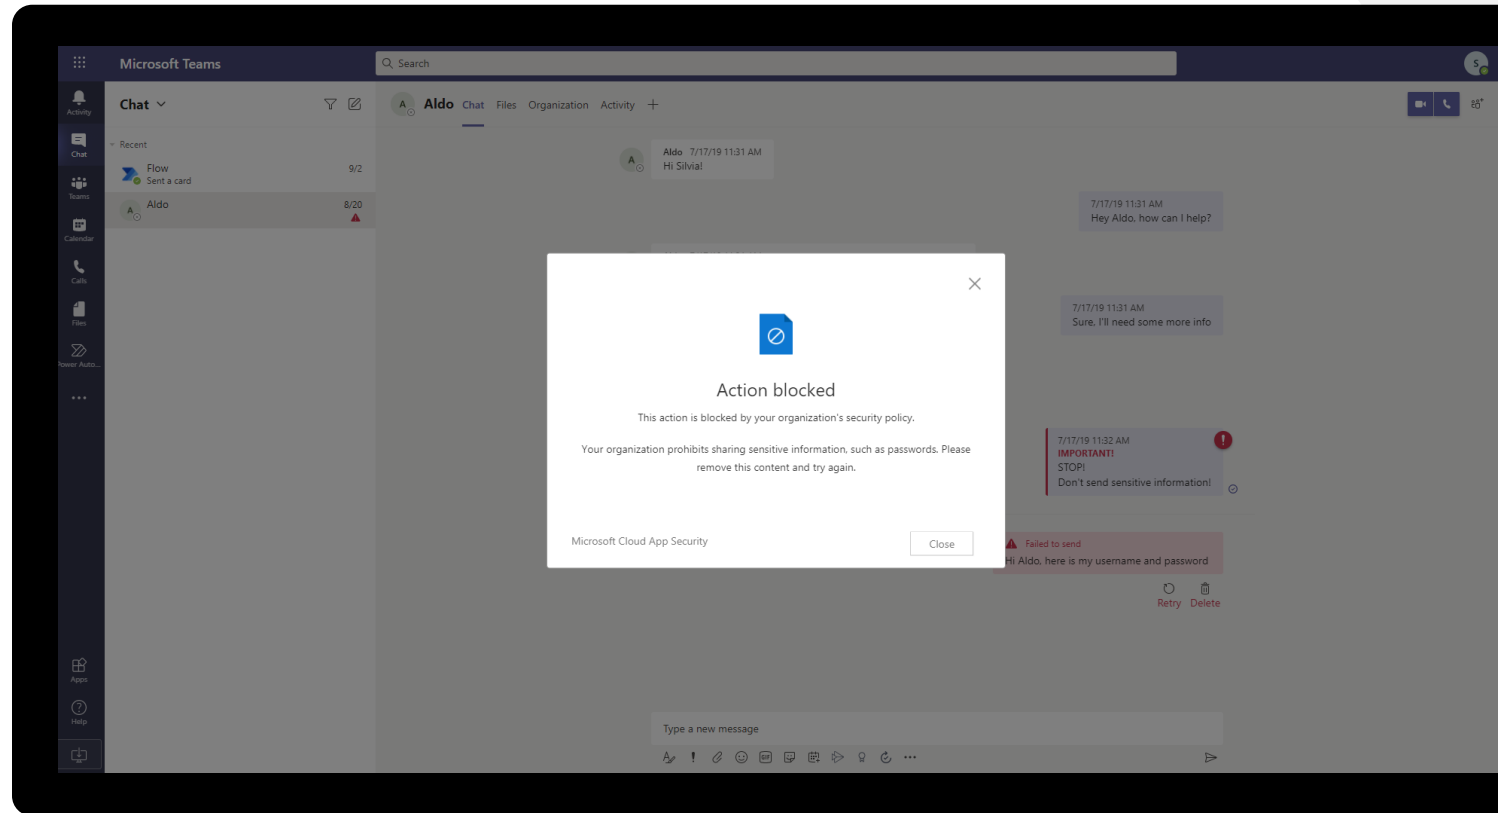 Microsoft Teams
Search
S
Activity
Chat
Teams
Calendar
Calls
Files
Power Auto...
Apps
Help
Chat
Recent
Flow 9/2
Sent a card
A
Aldo 8/20
A Aldo Chat Files Organization Activity
A
Aldo 7/17/19 11:31 AM
Hi Silvia!
7/17/19 11:31 AM
Hey Aldo, how can I help?
7/17/19 11:31 AM
Sure, I'll need some more info
7/17/19 11:32 AM
IMPORTANT!
STOP!
Don't send sensitive information!
Failed to send
Hi Aldo, here is my username and password
Retry Delete
Action blocked
This action is blocked by your organization's security policy.
Your organization prohibits sharing sensitive information, such as passwords. Please
remove this content and try again.
Microsoft Cloud App Security
Close
Type a new message
GIF